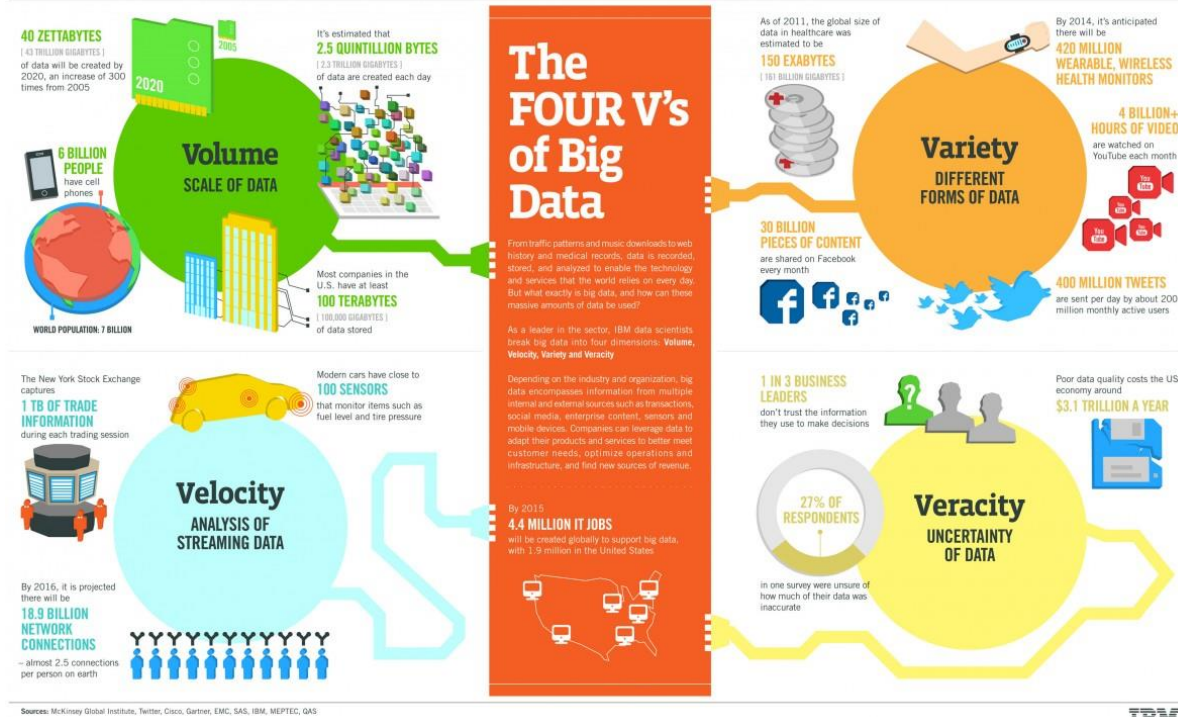 40 ZETTABYTES
[ 43 TRILLION GIGABYTES ]
of data will be created by
2020, an increase of 300
times from 2005
2005
2020
It's estimated that
2.5 QUINTILLION BYTES
[ 2.3 TRILLION GIGABYTES ]
of data are created each day
6 BILLION
PEOPLE
have cell
phones
Volume
SCALE OF DATA
WORLD POPULATION: 7 BILLION
Most companies in the
U.S. have at least
100 TERABYTES
[ 100,000 GIGABYTES ]
of data stored
The New York Stock Exchange
captures
1 TB OF TRADE
INFORMATION
during each trading session
Modern cars have close to
100 SENSORS
that monitor items such as
fuel level and tire pressure
Velocity
ANALYSIS OF
STREAMING DATA
By 2016, it is projected
there will be
18.9 BILLION
NETWORK
CONNECTIONS
– almost 2.5 connections
per person on earth
The
FOUR V's
of Big
Data
From traffic patterns and music downloads to web
history and medical records, data is recorded,
stored, and analyzed to enable the technology
and services that the world relies on every day.
But what exactly is big data, and how can these
massive amounts of data be used?
As a leader in the sector, IBM data scientists
break big data into four dimensions: Volume,
Velocity, Variety and Veracity
Depending on the industry and organization, big
data encompasses information from multiple
internal and external sources such as transactions,
social media, enterprise content, sensors and
mobile devices. Companies can leverage data to
adapt their products and services to better meet
customer needs, optimize operations and
infrastructure, and find new sources of revenue.
By 2015
4.4 MILLION IT JOBS
will be created globally to support big data,
with 1.9 million in the United States
As of 2011, the global size of
data in healthcare was
estimated to be
150 EXABYTES
[ 161 BILLION GIGABYTES ]
By 2014, it's anticipated
there will be
420 MILLION
WEARABLE, WIRELESS
HEALTH MONITORS
4 BILLION+
HOURS OF VIDEO
are watched on
YouTube each month
You
Tube
You
Tube
You
Tube
You
Tube
Variety
DIFFERENT
FORMS OF DATA
30 BILLION
PIECES OF CONTENT
are shared on Facebook
every month
400 MILLION TWEETS
are sent per day by about 200
million monthly active users
1 IN 3 BUSINESS
LEADERS
don't trust the information
they use to make decisions
?
Poor data quality costs the US
economy around
$3.1 TRILLION A YEAR
27% OF
RESPONDENTS
in one survey were unsure of
how much of their data was
inaccurate
Veracity
UNCERTAINTY
OF DATA
Sources: McKinsey Global Institute, Twitter, Cisco, Gartner, EMC, SAS, IBM, MEPTEC, QAS
IBM